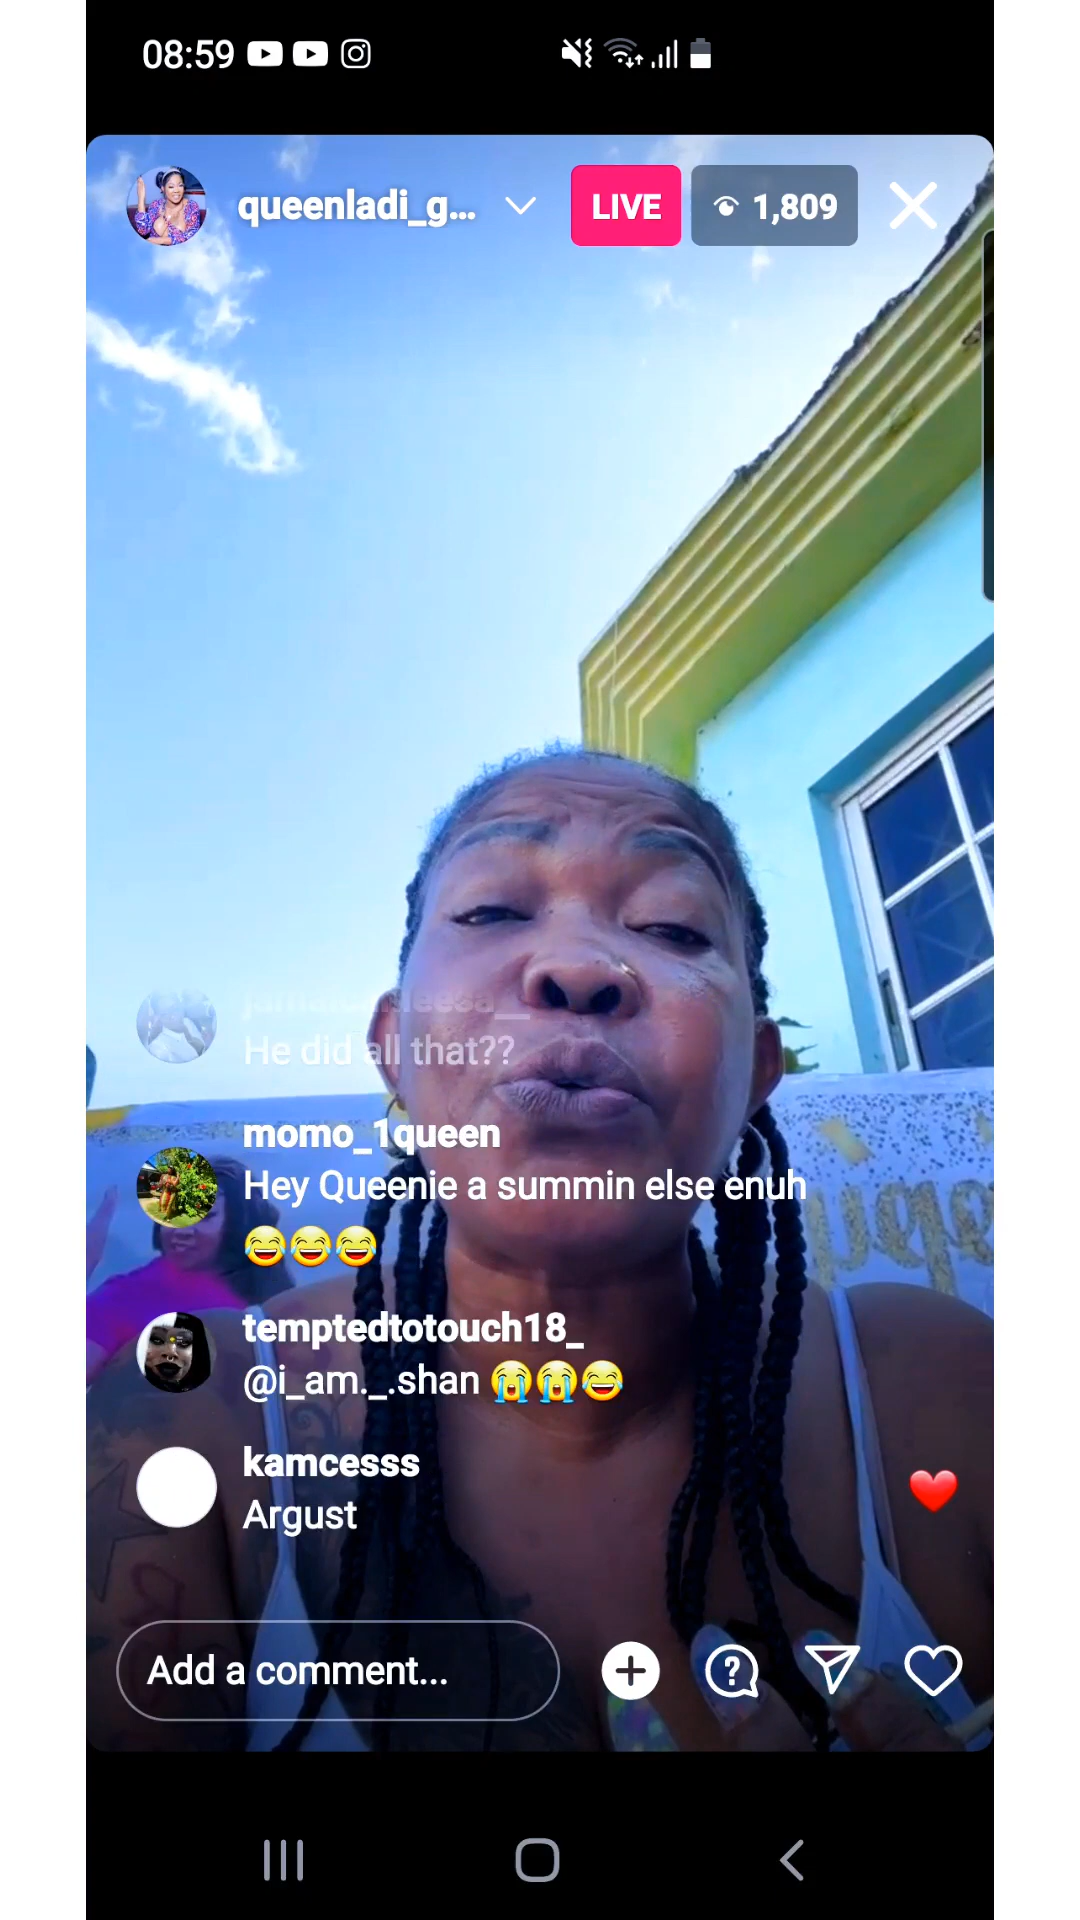 08:59
queenladi_g...
LIVE
1,809
He did all that??
momo_1queen
Hey Queenie a summin else enuh
😂😂😂
temptedtotouch18_
@i_am._.shan 😭😭😂
kamcesss
Argust
Add a comment...